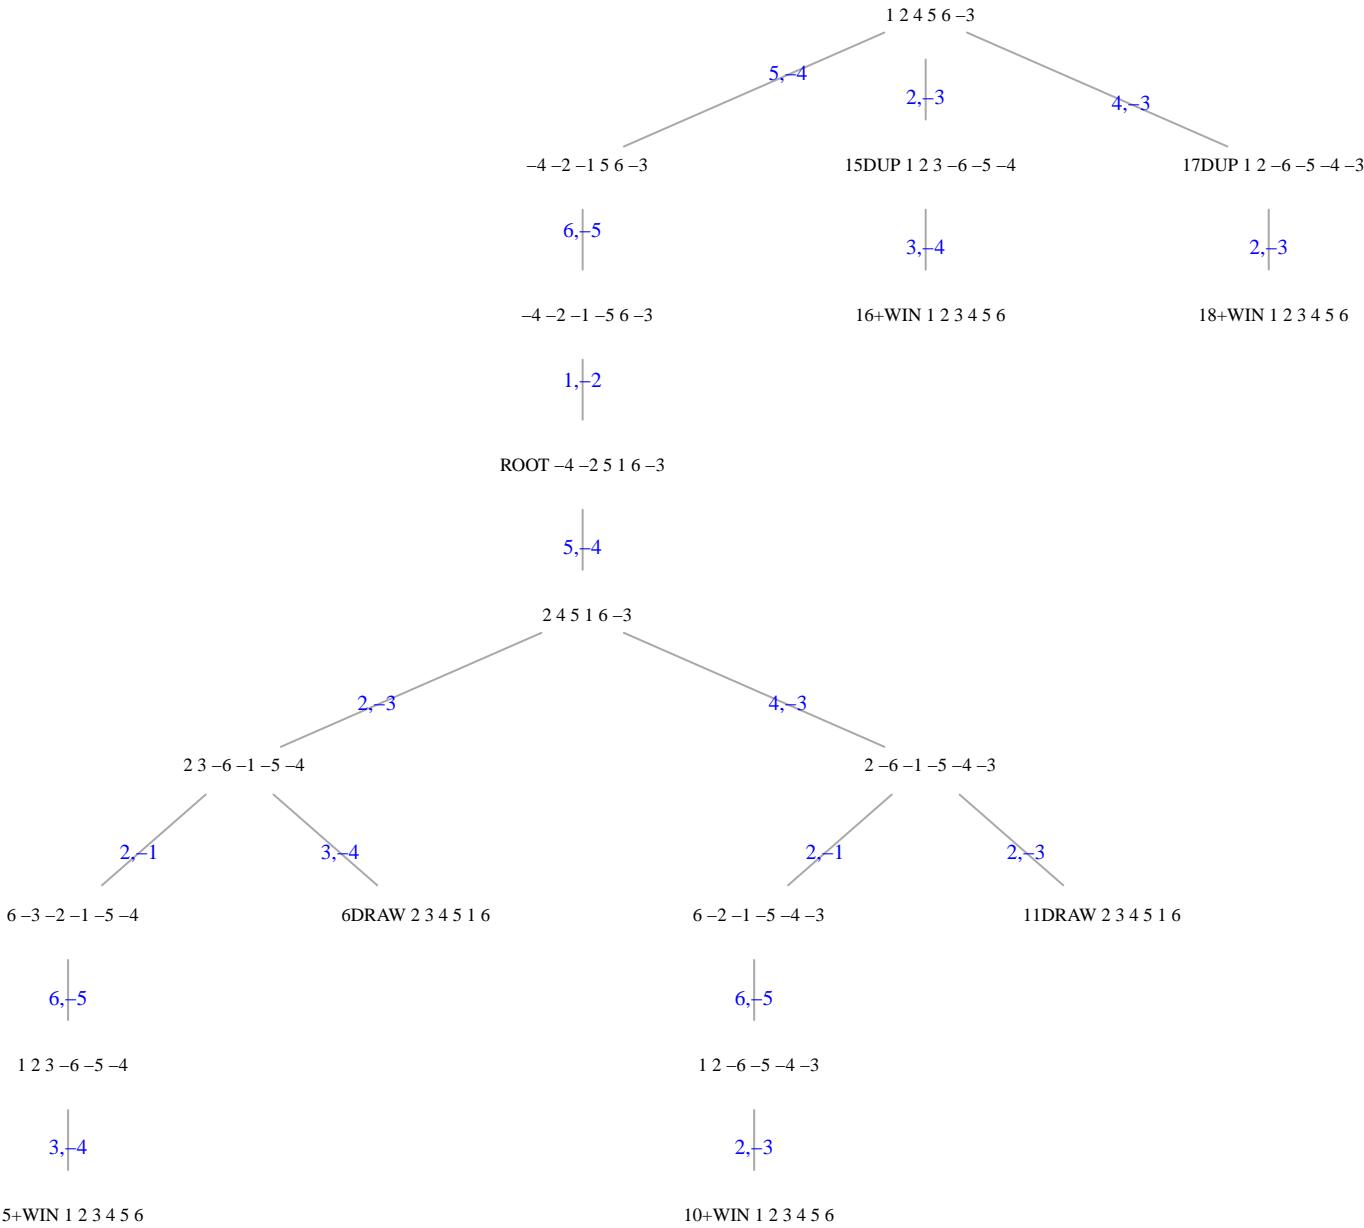 1 2 4 5 6 –3
5,–4
2,–3
4,–3
–4 –2 –1 5 6 –3
15DUP 1 2 3 –6 –5 –4
17DUP 1 2 –6 –5 –4 –3
6,–5
3,–4
2,–3
–4 –2 –1 –5 6 –3
16+WIN 1 2 3 4 5 6
18+WIN 1 2 3 4 5 6
1,–2
ROOT –4 –2 5 1 6 –3
5,–4
2 4 5 1 6 –3
2,–3
4,–3
2 3 –6 –1 –5 –4
2 –6 –1 –5 –4 –3
2,–1
3,–4
2,–1
2,–3
6 –3 –2 –1 –5 –4
6DRAW 2 3 4 5 1 6
6 –2 –1 –5 –4 –3
11DRAW 2 3 4 5 1 6
6,–5
6,–5
1 2 3 –6 –5 –4
1 2 –6 –5 –4 –3
3,–4
2,–3
5+WIN 1 2 3 4 5 6
10+WIN 1 2 3 4 5 6